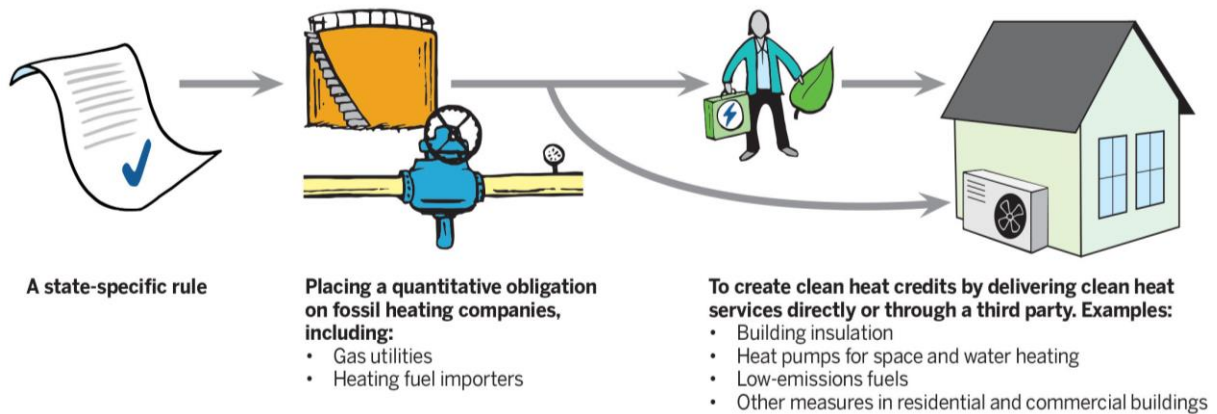 A state-specific rule
Placing a quantitative obligation
on fossil heating companies,
including:
• Gas utilities
• Heating fuel importers
To create clean heat credits by delivering clean heat
services directly or through a third party. Examples:
• Building insulation
• Heat pumps for space and water heating
• Low-emissions fuels
• Other measures in residential and commercial buildings